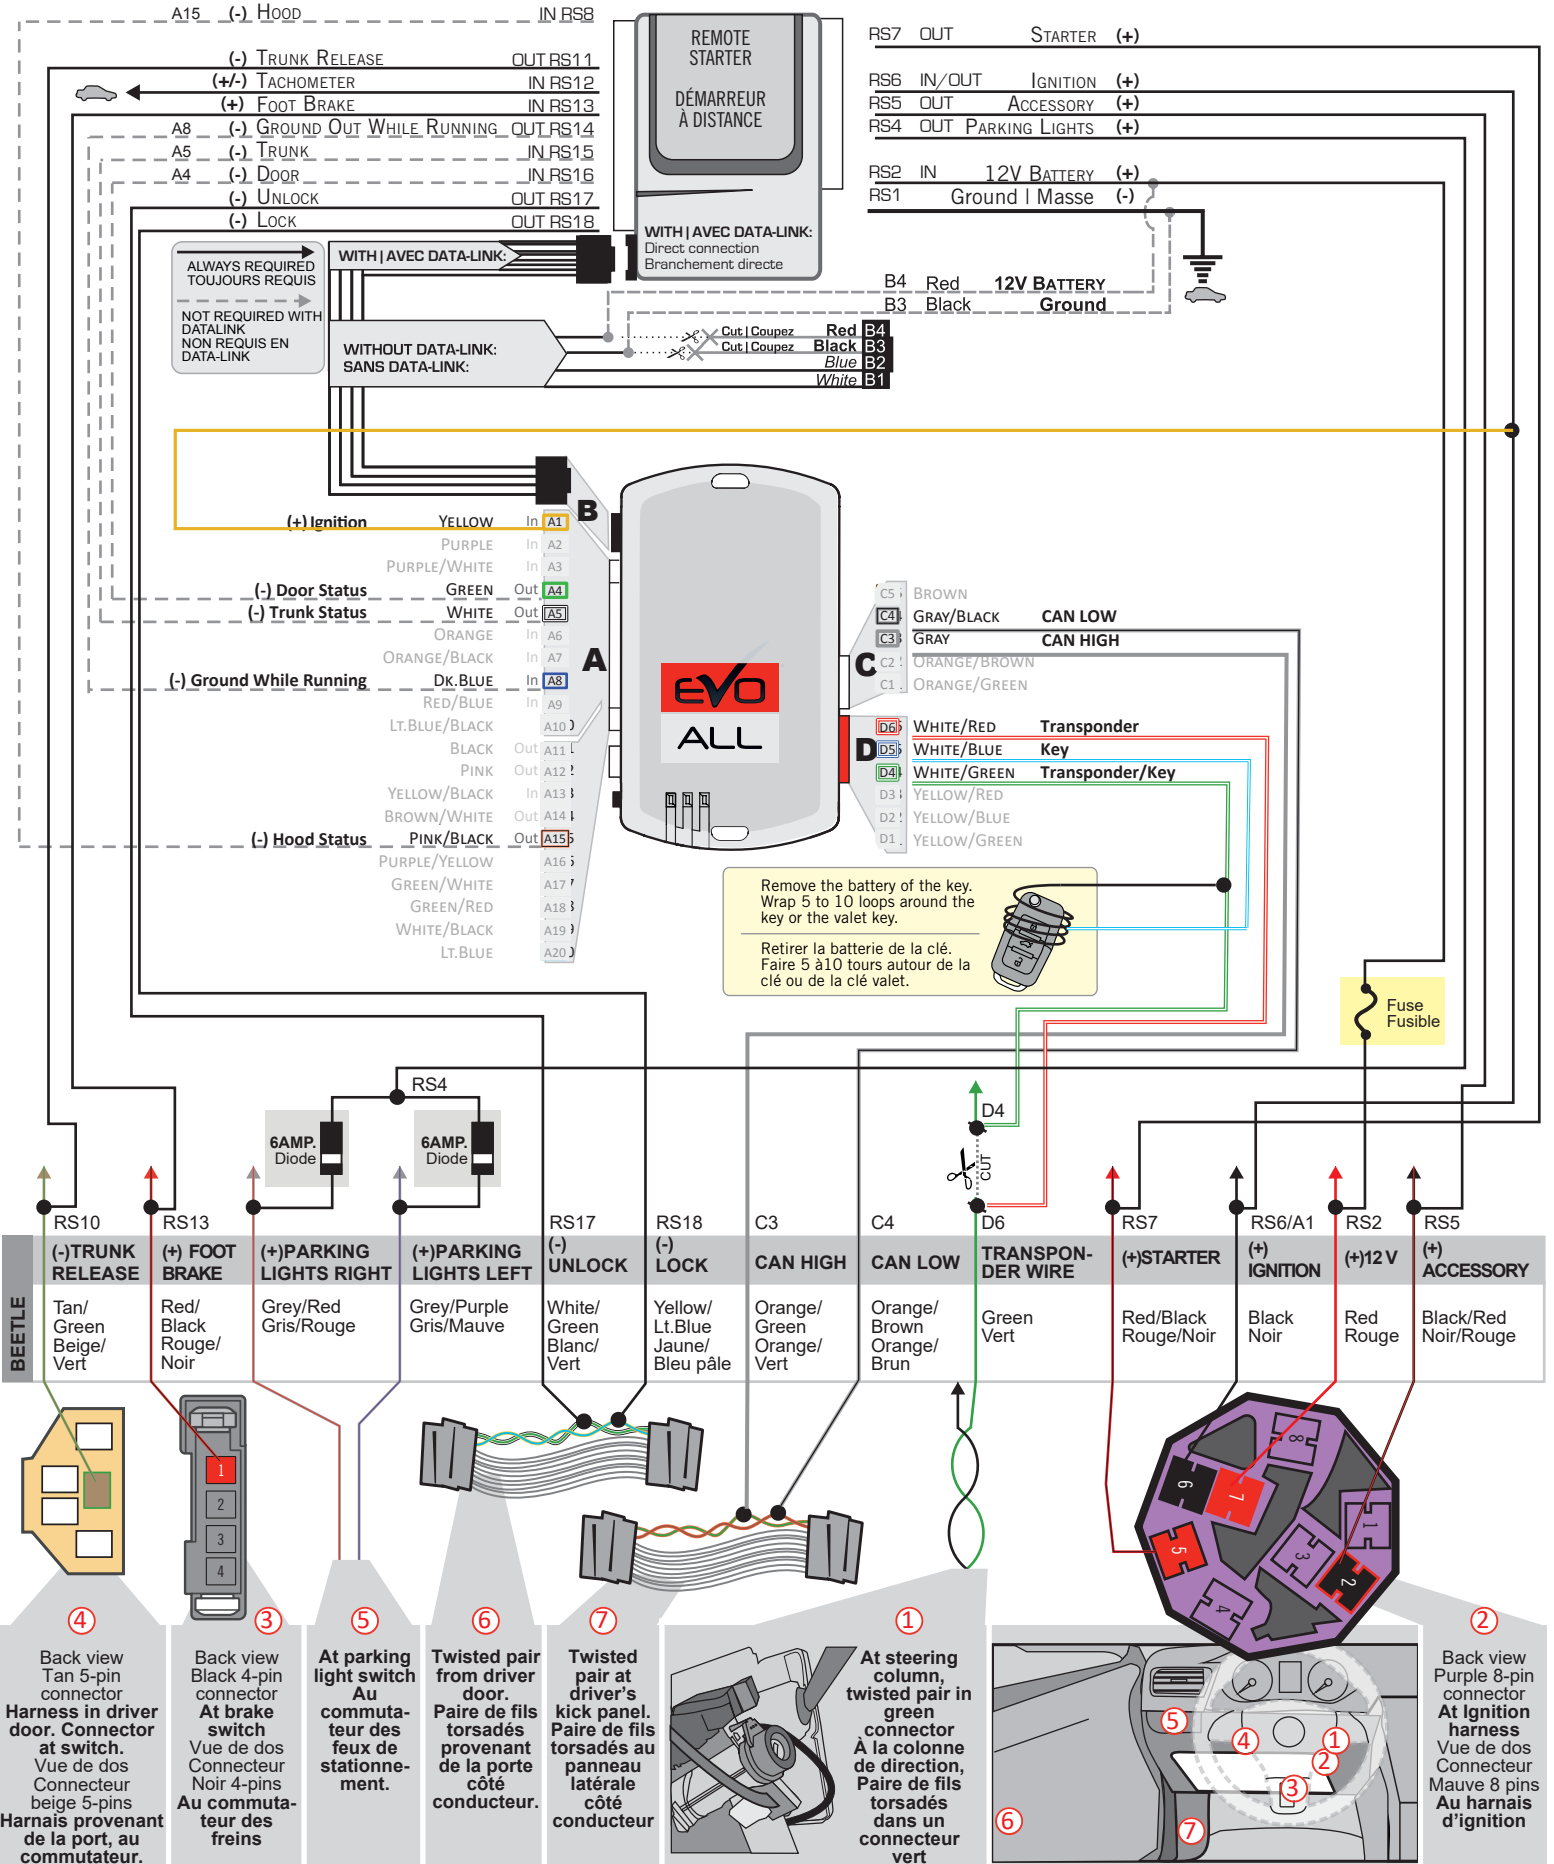 A15 (-) HOOD IN RS8
(-) TRUNK RELEASE OUT RS11
(+/-) TACHOMETER IN RS12
(+) FOOT BRAKE IN RS13
A8 (-) GROUND OUT WHILE RUNNING OUT RS14
A5 (-) TRUNK IN RS15
A4 (-) DOOR IN RS16
(-) UNLOCK OUT RS17
(-) LOCK OUT RS18
REMOTE
STARTER
DÉMARREUR
À DISTANCE
WITH | AVEC DATA-LINK:
Direct connection
Branchement directe
RS7 OUT STARTER (+)
RS6 IN/OUT IGNITION (+)
RS5 OUT ACCESSORY (+)
RS4 OUT PARKING LIGHTS (+)
RS2 IN 12V BATTERY (+)
RS1 Ground | Masse (-)
ALWAYS REQUIRED
TOUJOURS REQUIS
NOT REQUIRED WITH
DATALINK
NON REQUIS EN
DATA-LINK
WITH | AVEC DATA-LINK:
WITHOUT DATA-LINK:
SANS DATA-LINK:
B4 Red 12V BATTERY
B3 Black Ground
Cut | Coupez Red B4
Cut | Coupez Black B3
Blue B2
White B1
B
(+) Ignition YELLOW In A1
PURPLE In A2
PURPLE/WHITE In A3
(-) Door Status GREEN Out A4
(-) Trunk Status WHITE Out A5
ORANGE In A6
ORANGE/BLACK In A7
(-) Ground While Running DK.BLUE In A8
RED/BLUE In A9
LT.BLUE/BLACK A10
BLACK Out A11
PINK Out A12
YELLOW/BLACK In A13
BROWN/WHITE Out A14
(-) Hood Status PINK/BLACK Out A15
PURPLE/YELLOW A16
GREEN/WHITE A17
GREEN/RED A18
WHITE/BLACK A19
LT.BLUE A20
A
EVO
ALL
C
C5 BROWN
C4 GRAY/BLACK CAN LOW
C3 GRAY CAN HIGH
C2 ORANGE/BROWN
C1 ORANGE/GREEN
D
D6 WHITE/RED Transponder
D5 WHITE/BLUE Key
D4 WHITE/GREEN Transponder/Key
D3 YELLOW/RED
D2 YELLOW/BLUE
D1 YELLOW/GREEN
Remove the battery of the key.
Wrap 5 to 10 loops around the
key or the valet key.
Retirer la batterie de la clé.
Faire 5 à10 tours autour de la
clé ou de la clé valet.
Fuse
Fusible
RS4
6AMP.
Diode
6AMP.
Diode
D4
CUT
RS10 RS13 RS17 RS18 C3 C4 D6 RS7 RS6/A1 RS2 RS5
BEETLE
(-)TRUNK
RELEASE
(+) FOOT
BRAKE
(+)PARKING
LIGHTS RIGHT
(+)PARKING
LIGHTS LEFT
(-)
UNLOCK
(-)
LOCK
CAN HIGH
CAN LOW
TRANSPON-
DER WIRE
(+)STARTER
(+)
IGNITION
(+)12 V
(+)
ACCESSORY
Tan/
Green
Beige/
Vert
Red/
Black
Rouge/
Noir
Grey/Red
Gris/Rouge
Grey/Purple
Gris/Mauve
White/
Green
Blanc/
Vert
Yellow/
Lt.Blue
Jaune/
Bleu pâle
Orange/
Green
Orange/
Vert
Orange/
Brown
Orange/
Brun
Green
Vert
Red/Black
Rouge/Noir
Black
Noir
Red
Rouge
Black/Red
Noir/Rouge
1
2
3
4
8
1
3
2
4
5
6
7
4
Back view
Tan 5-pin
connector
Harness in driver
door. Connector
at switch.
Vue de dos
Connecteur
beige 5-pins
Harnais provenant
de la port, au
commutateur.
3
Back view
Black 4-pin
connector
At brake
switch
Vue de dos
Connecteur
Noir 4-pins
Au commuta-
teur des
freins
5
At parking
light switch
Au
commuta-
teur des
feux de
stationne-
ment.
6
Twisted pair
from driver
door.
Paire de fils
torsadés
provenant
de la porte
côté
conducteur.
7
Twisted
pair at
driver's
kick panel.
Paire de fils
torsadés au
panneau
latérale
côté
conducteur
1
At steering
column,
twisted pair in
green
connector
À la colonne
de direction,
Paire de fils
torsadés
dans un
connecteur
vert
5
4
1
2
3
6
7
2
Back view
Purple 8-pin
connector
At Ignition
harness
Vue de dos
Connecteur
Mauve 8 pins
Au harnais
d'ignition